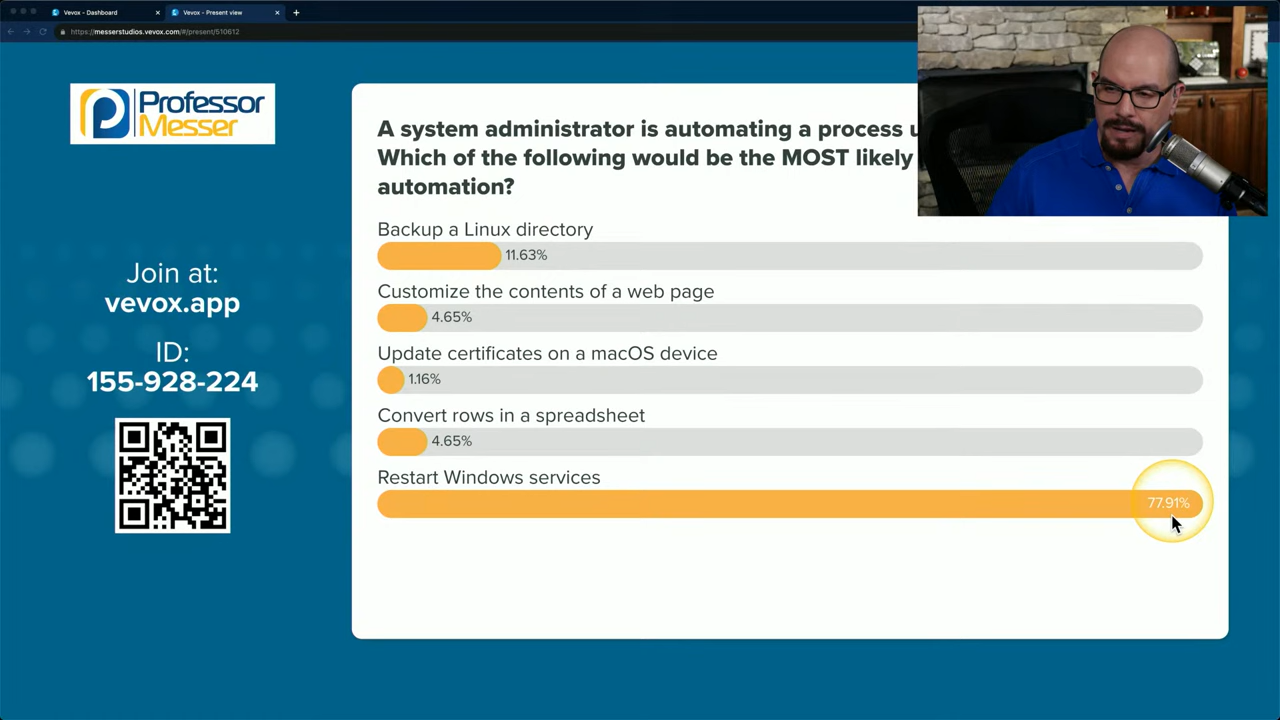 Vevox - Dashboard
Vevox - Present view
https://messerstudios.vevox.com/#/present/510612
Professor
Messer
Join at:
vevox.app
ID:
155-928-224
A system administrator is automating a process
Which of the following would be the MOST likely
automation?
Backup a Linux directory
11.63%
Customize the contents of a web page
4.65%
Update certificates on a macOS device
1.16%
Convert rows in a spreadsheet
4.65%
Restart Windows services
77.91%